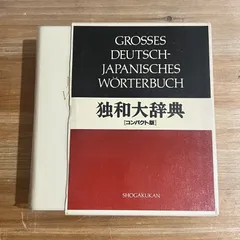 GROSSES
DEUTSCH-
JAPANISCHES
WÖRTERBUCH
独和大辞典
[コンパクト版]
SHOGAKUKAN